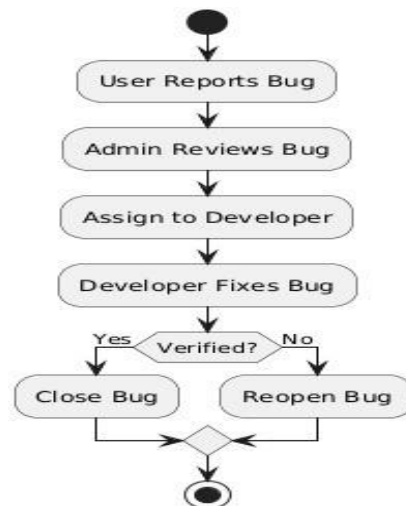 User Reports Bug
Admin Reviews Bug
Assign to Developer
Developer Fixes Bug
Yes
Verified?
No
Close Bug
Reopen Bug